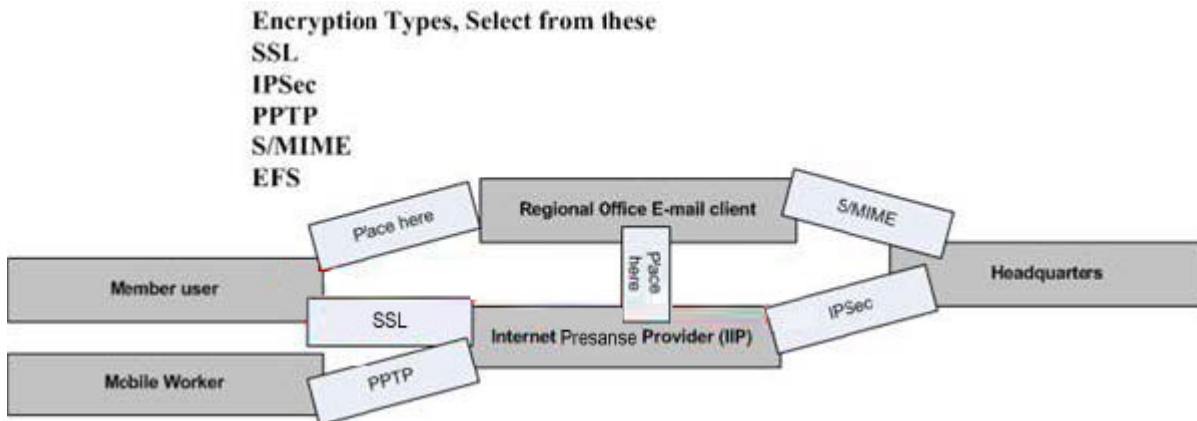 Encryption Types, Select from these
SSL
IPSec
PPTP
S/MIME
EFS
Place here
Regional Office E-mail client
S/MIME
Member user
Place
here
Headquarters
SSL
Internet Presanse Provider (IIP)
IPSec
Mobile Worker
PPTP